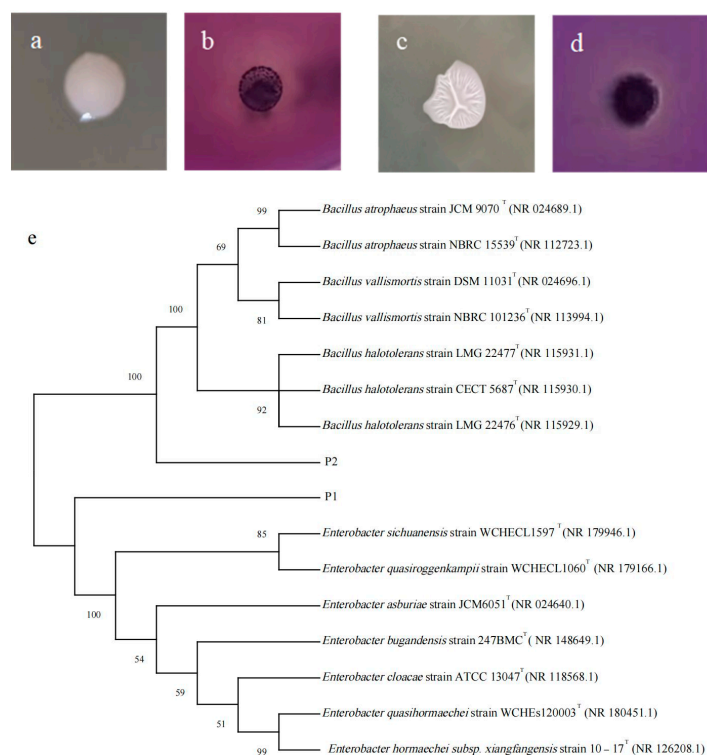 a
b
c
d
e
99
Bacillus atrophaeus strain JCM 9070 T (NR 024689.1)
Bacillus atrophaeus strain NBRC 15539T (NR 112723.1)
69
Bacillus vallismortis strain DSM 11031T (NR 024696.1)
81
Bacillus vallismortis strain NBRC 101236T (NR 113994.1)
100
Bacillus halotolerans strain LMG 22477T (NR 115931.1)
100
Bacillus halotolerans strain CECT 5687T (NR 115930.1)
92
Bacillus halotolerans strain LMG 22476T (NR 115929.1)
P2
P1
85
Enterobacter sichuanensis strain WCHECL1597 T (NR 179946.1)
Enterobacter quasiroggenkampii strain WCHECL1060T (NR 179166.1)
100
Enterobacter asburiae strain JCM6051T (NR 024640.1)
54
Enterobacter bugandensis strain 247BMCT ( NR 148649.1)
59
Enterobacter cloacae strain ATCC 13047T (NR 118568.1)
51
Enterobacter quasihormaechei strain WCHEs120003T (NR 180451.1)
99
Enterobacter hormaechei subsp. xiangfangensis strain 10 – 17T (NR 126208.1)